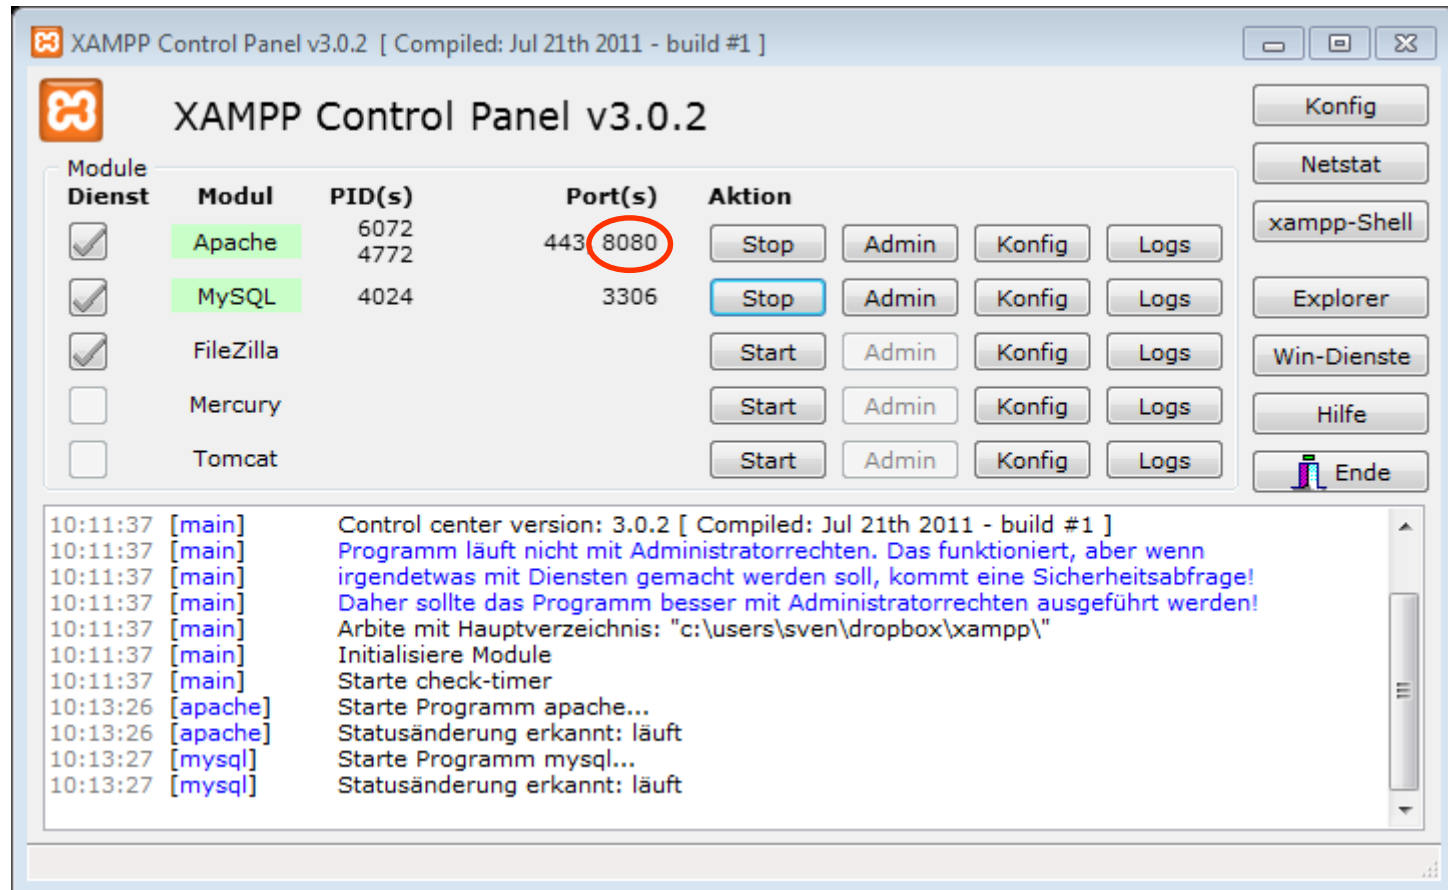 XAMPP Control Panel v3.0.2 [ Compiled: Jul 21th 2011 - build #1 ]
XAMPP Control Panel v3.0.2
Konfig
Netstat
xampp-Shell
Explorer
Win-Dienste
Hilfe
Ende
Module
Dienst Modul PID(s) Port(s) Aktion
Apache 6072 4772 443, 8080 Stop Admin Konfig Logs
MySQL 4024 3306 Stop Admin Konfig Logs
FileZilla Start Admin Konfig Logs
Mercury Start Admin Konfig Logs
Tomcat Start Admin Konfig Logs
10:11:37 [main] Control center version: 3.0.2 [ Compiled: Jul 21th 2011 - build #1 ]
10:11:37 [main] Programm läuft nicht mit Administratorrechten. Das funktioniert, aber wenn
10:11:37 [main] irgendetwas mit Diensten gemacht werden soll, kommt eine Sicherheitsabfrage!
10:11:37 [main] Daher sollte das Programm besser mit Administratorrechten ausgeführt werden!
10:11:37 [main] Arbite mit Hauptverzeichnis: "c:\users\sven\dropbox\xampp\"
10:11:37 [main] Initialisiere Module
10:11:37 [main] Starte check-timer
10:13:26 [apache] Starte Programm apache...
10:13:26 [apache] Statusänderung erkannt: läuft
10:13:27 [mysql] Starte Programm mysql...
10:13:27 [mysql] Statusänderung erkannt: läuft